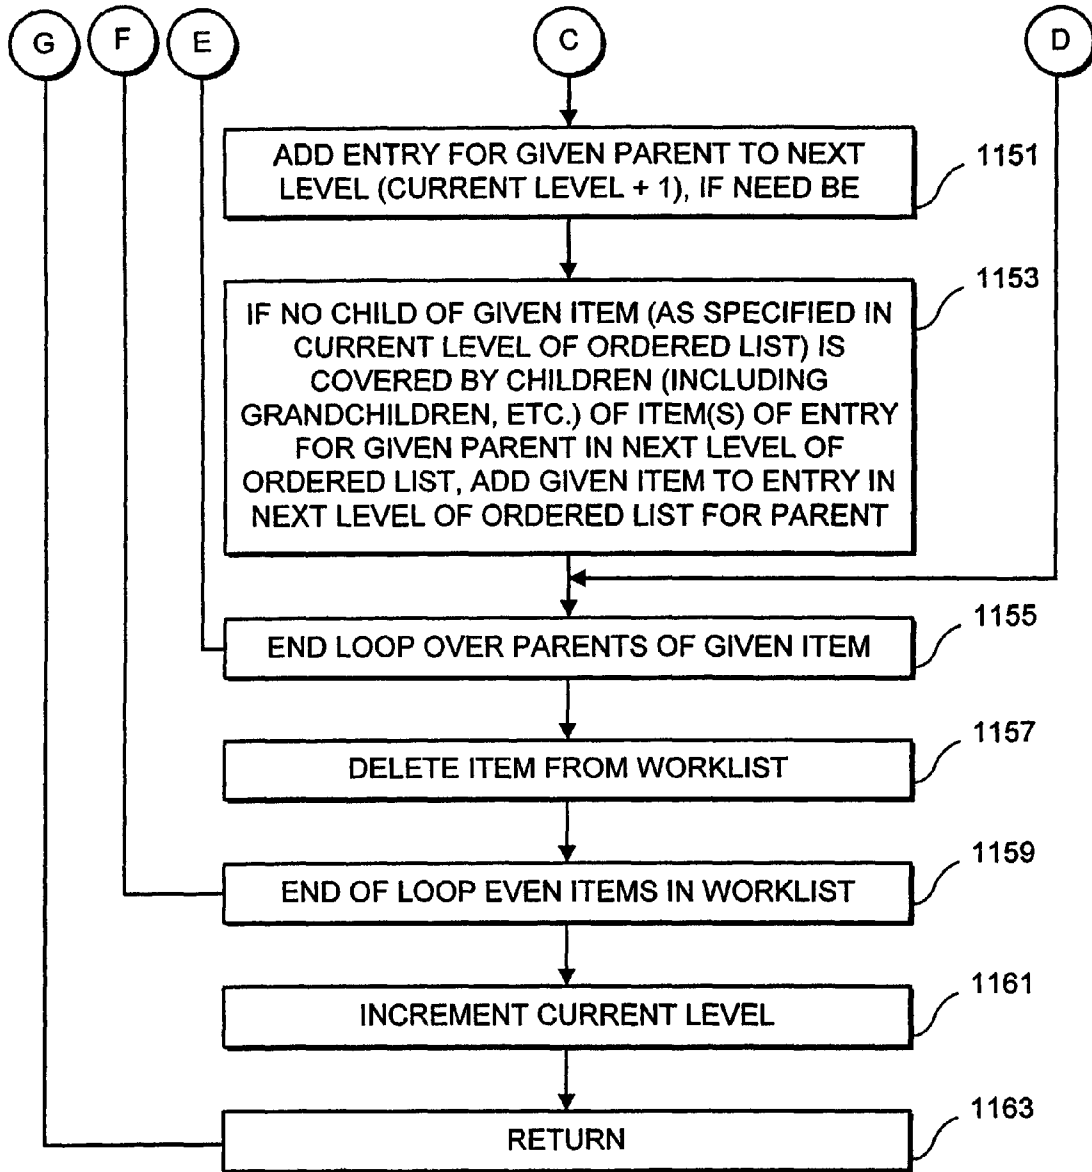 G
F
E
C
D
ADD ENTRY FOR GIVEN PARENT TO NEXT
LEVEL (CURRENT LEVEL + 1), IF NEED BE
1151
IF NO CHILD OF GIVEN ITEM (AS SPECIFIED IN
CURRENT LEVEL OF ORDERED LIST) IS
COVERED BY CHILDREN (INCLUDING
GRANDCHILDREN, ETC.) OF ITEM(S) OF ENTRY
FOR GIVEN PARENT IN NEXT LEVEL OF
ORDERED LIST, ADD GIVEN ITEM TO ENTRY IN
NEXT LEVEL OF ORDERED LIST FOR PARENT
1153
END LOOP OVER PARENTS OF GIVEN ITEM
1155
DELETE ITEM FROM WORKLIST
1157
END OF LOOP EVEN ITEMS IN WORKLIST
1159
INCREMENT CURRENT LEVEL
1161
RETURN
1163